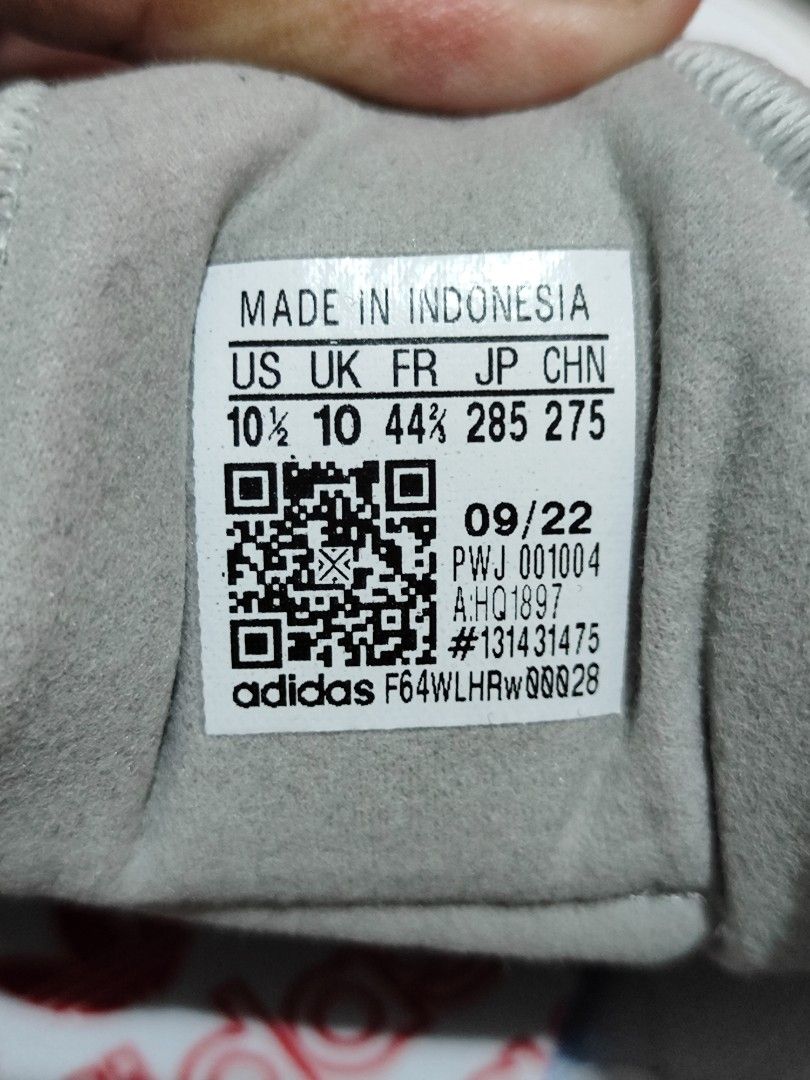 MADE IN INDONESIA
US UK FR JP CHN
10½ 10 44⅔ 285 275
09/22
PWJ 001004
A:HQ1897
#131431475
adidas F64WLHRw00028